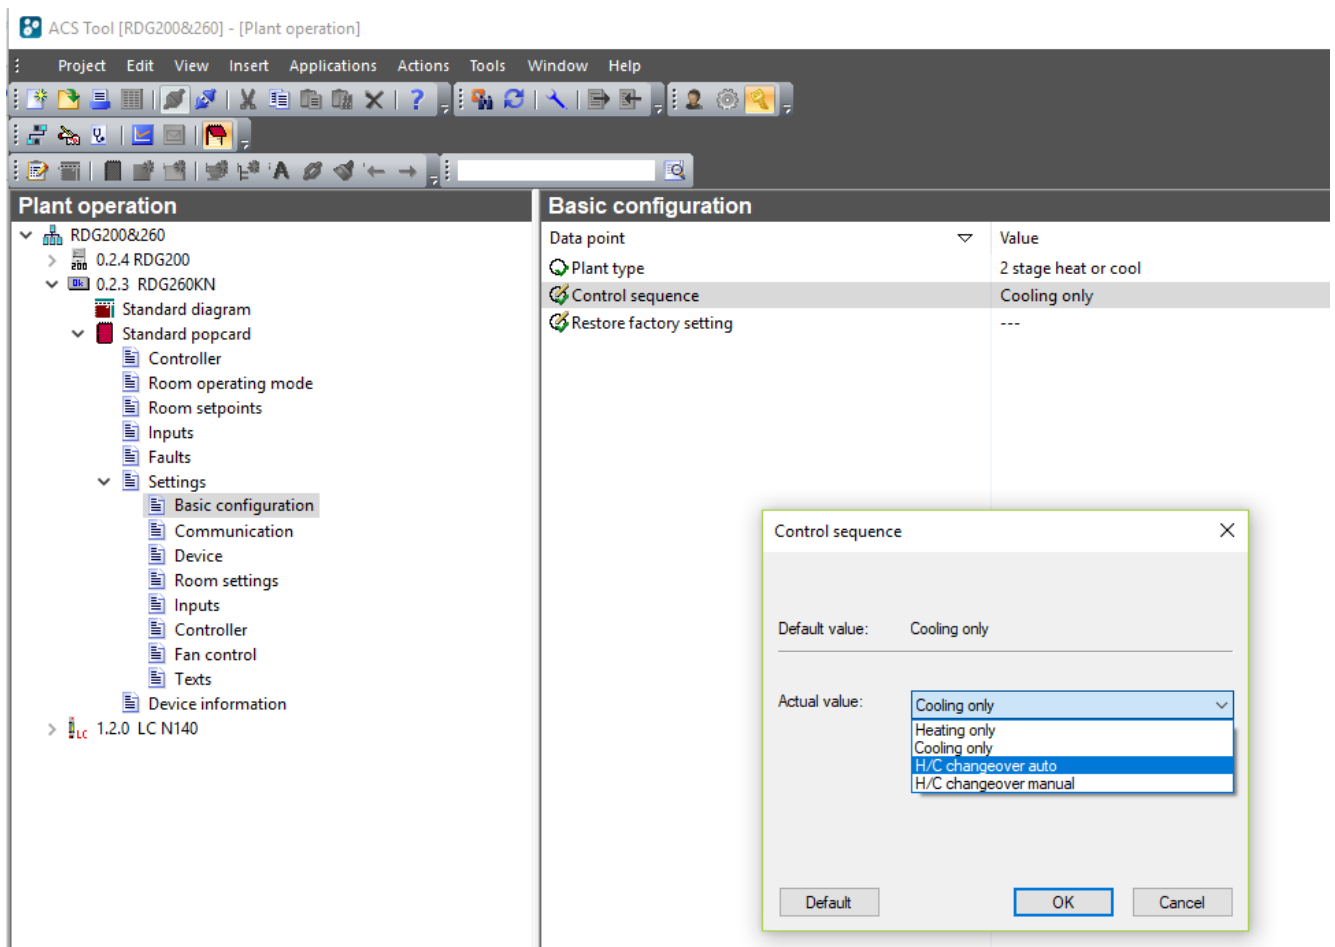 ACS Tool [RDG200&260] - [Plant operation]
Project Edit View Insert Applications Actions Tools Window Help
Plant operation
RDG200&260
200 0.2.4 RDG200
Ok 0.2.3 RDG260KN
Standard diagram
Standard popcard
Controller
Room operating mode
Room setpoints
Inputs
Faults
Settings
Basic configuration
Communication
Device
Room settings
Inputs
Controller
Fan control
Texts
Device information
LC 1.2.0 LC N140
Basic configuration
Data point Value
Plant type 2 stage heat or cool
Control sequence Cooling only
Restore factory setting ---
Control sequence
Default value: Cooling only
Actual value: Cooling only
Heating only
Cooling only
H/C changeover auto
H/C changeover manual
Default OK Cancel